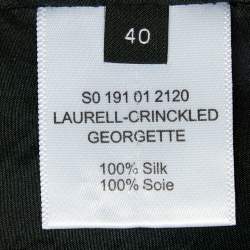 40
S0 191 01 2120
LAURELL-CRINCKLED
GEORGETTE
100% Silk
100% Soie